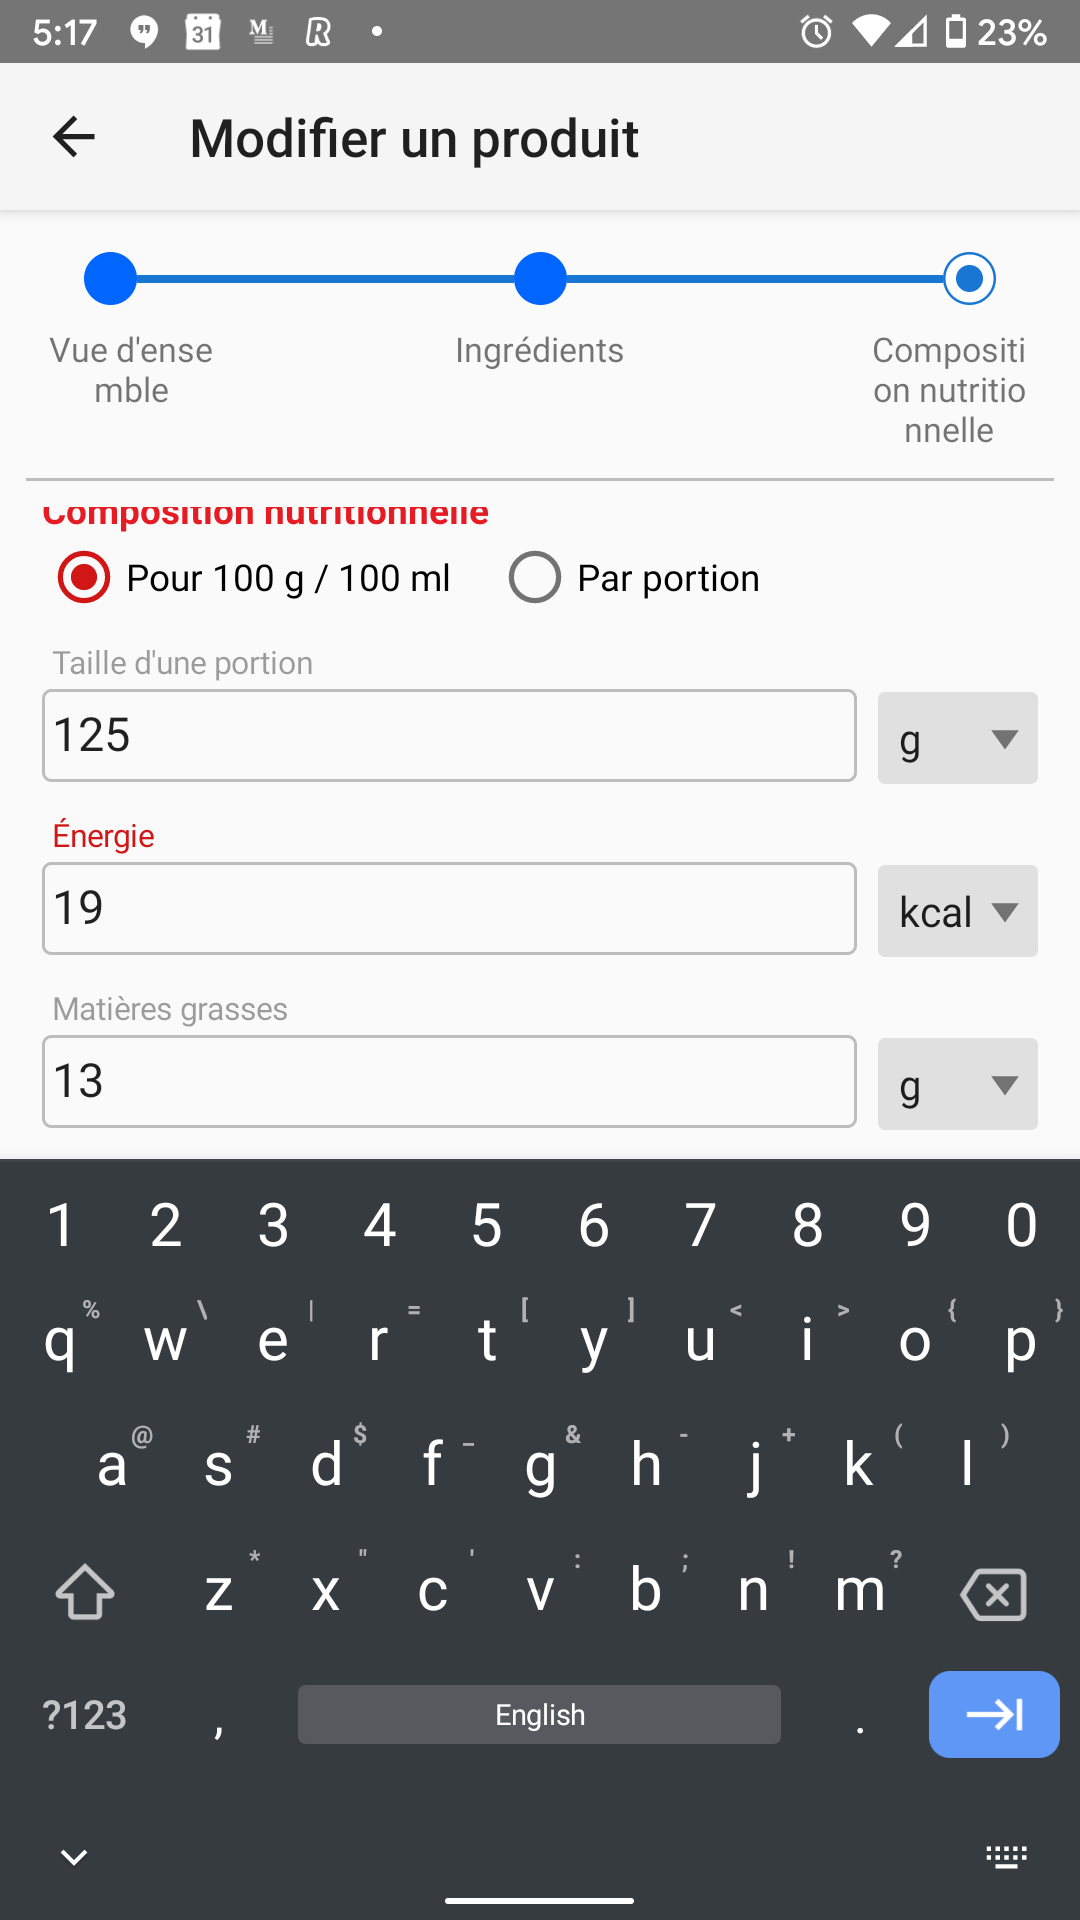 5:17 31 M R 23%
Modifier un produit
Vue d'ense
mble
Ingrédients
Compositi
on nutritio
nnelle
Composition nutritionnelle
Pour 100 g / 100 ml Par portion
Taille d'une portion
125 g
Énergie
19 kcal
Matières grasses
13 g
1 2 3 4 5 6 7 8 9 0
% \ | = [ ] < > { }
q w e r t y u i o p
@ # $ _ & - + ( )
a s d f g h j k l
* " ' : ; ! ?
z x c v b n m
?123 , English .